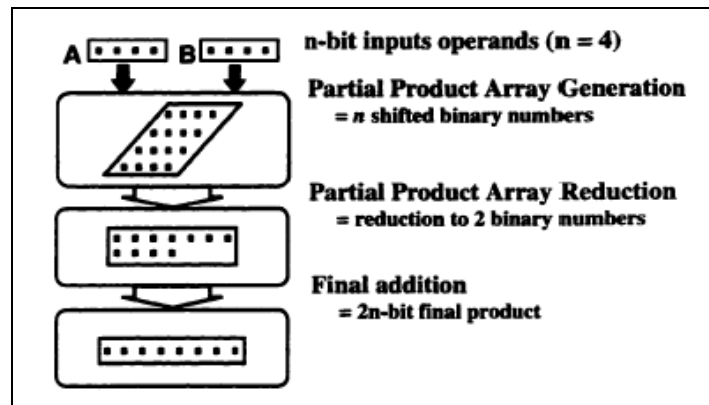 A B n-bit inputs operands (n = 4)
Partial Product Array Generation
= n shifted binary numbers
Partial Product Array Reduction
= reduction to 2 binary numbers
Final addition
= 2n-bit final product